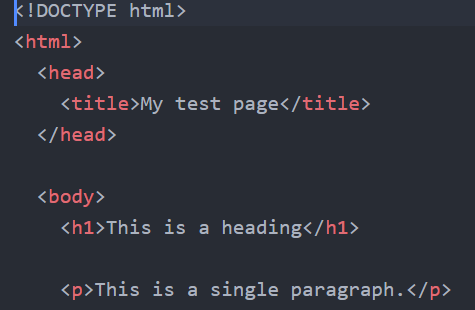 <!DOCTYPE html>
<html>
<head>
<title>My test page</title>
</head>
<body>
<h1>This is a heading</h1>
<p>This is a single paragraph.</p>